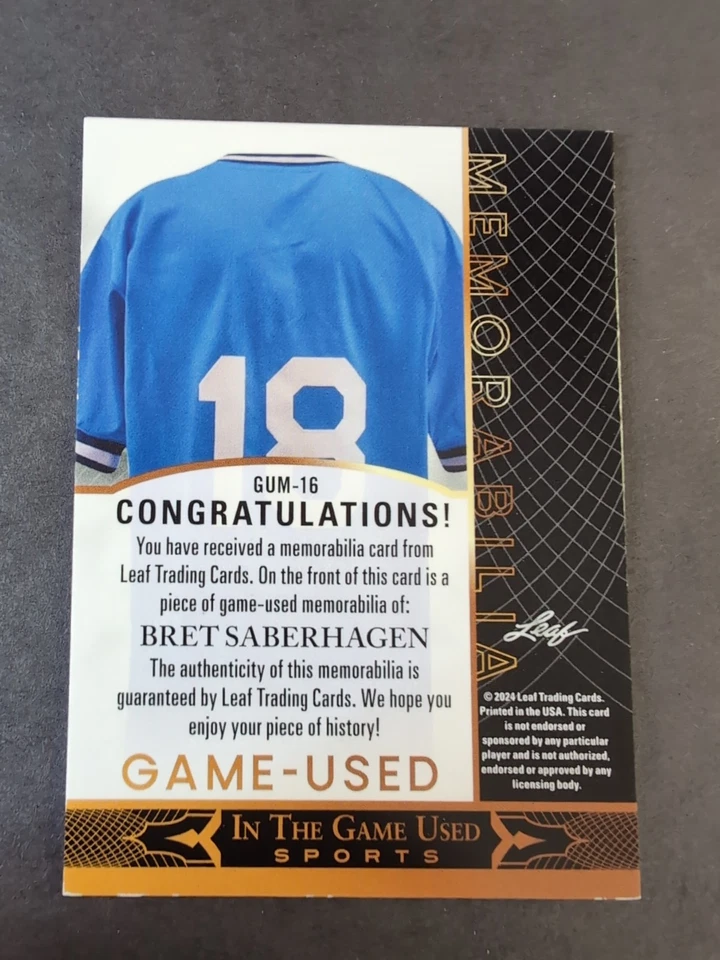 18
GUM-16
CONGRATULATIONS!
You have received a memorabilia card from
Leaf Trading Cards. On the front of this card is a
piece of game-used memorabilia of:
BRET SABERHAGEN
The authenticity of this memorabilia is
guaranteed by Leaf Trading Cards. We hope you
enjoy your piece of history!
GAME-USED
MEMORABILIA
Leaf
© 2024 Leaf Trading Cards.
Printed in the USA. This card
is not endorsed or
sponsored by any particular
player and is not authorized,
endorsed or approved by any
licensing body.
IN THE GAME USED
SPORTS